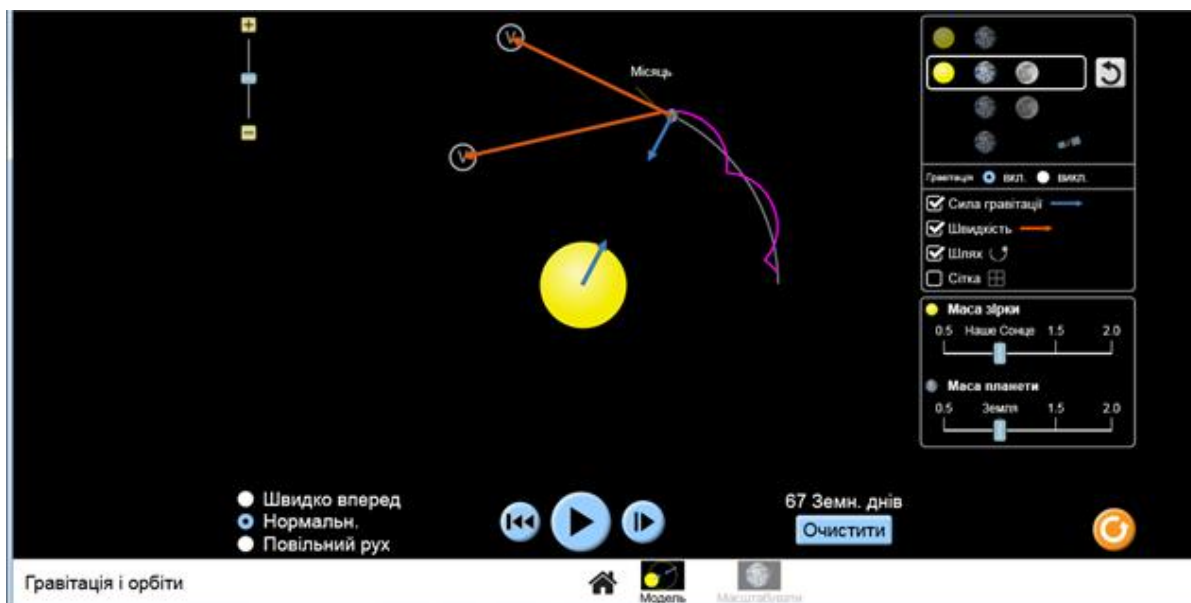 V
Місяць
V
Гравітація вкл. викл.
Сила гравітації
Швидкість
Шлях
Сітка
Маса зірки
0.5 Наше Сонце 1.5 2.0
Маса планети
0.5 Земля 1.5 2.0
Швидко вперед
Нормальн.
Повільний рух
67 Земн. днів
Очистити
Гравітація і орбіти
Модель
Масштабувати